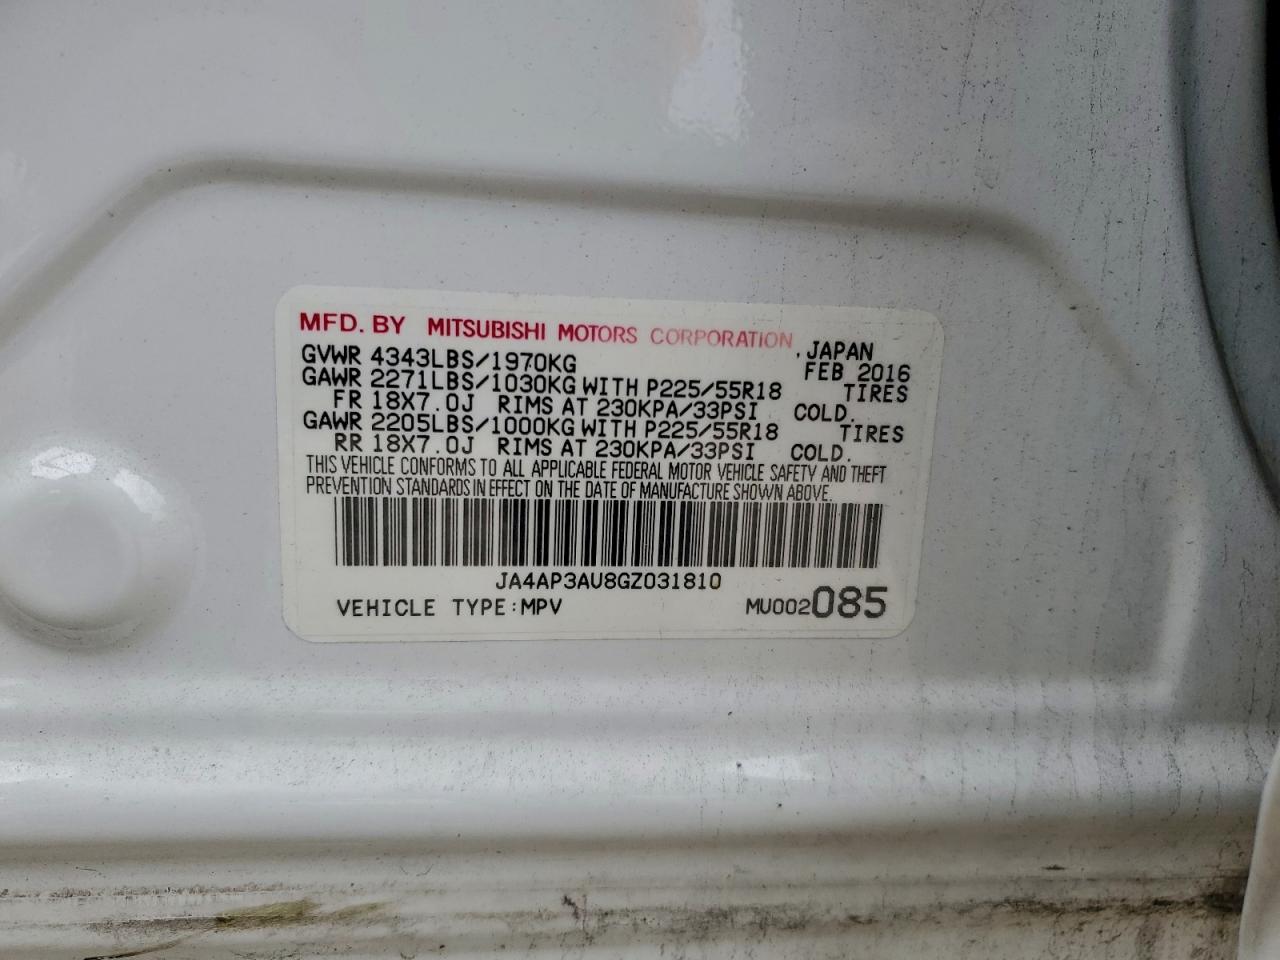 MFD. BY MITSUBISHI MOTORS CORPORATION, JAPAN
GVWR 4343LBS/1970KG FEB 2016
GAWR 2271LBS/1030KG WITH P225/55R18 TIRES
FR 18X7.0J RIMS AT 230KPA/33PSI COLD.
GAWR 2205LBS/1000KG WITH P225/55R18 TIRES
RR 18X7.0J RIMS AT 230KPA/33PSI COLD.
THIS VEHICLE CONFORMS TO ALL APPLICABLE FEDERAL MOTOR VEHICLE SAFETY AND THEFT
PREVENTION STANDARDS IN EFFECT ON THE DATE OF MANUFACTURE SHOWN ABOVE.
JA4AP3AU8GZ031810
VEHICLE TYPE:MPV MU002085